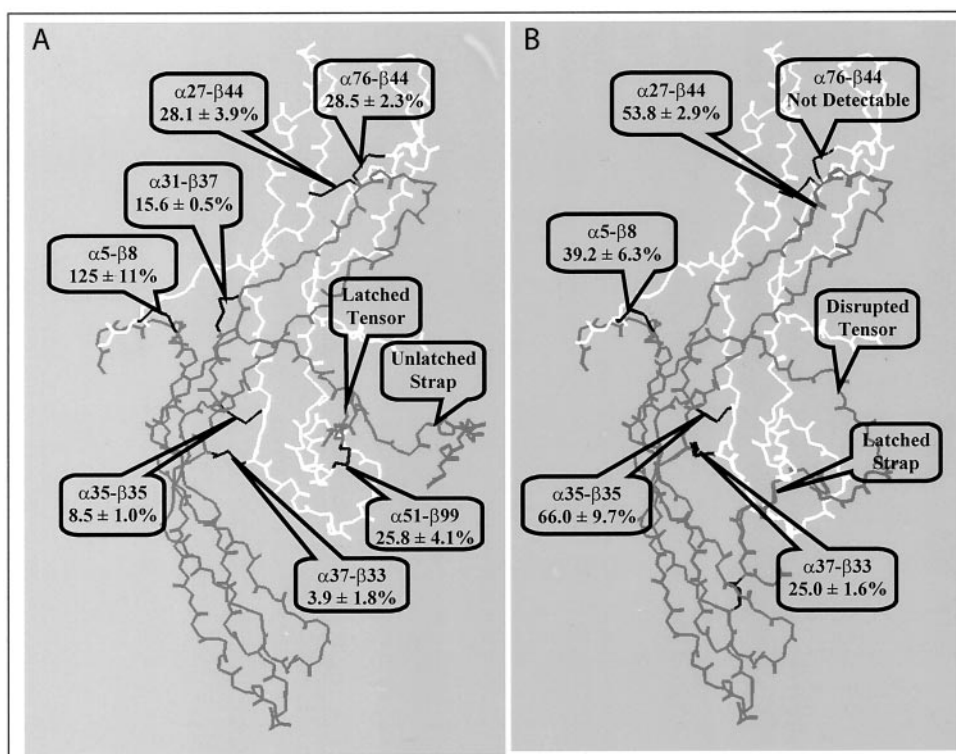 A
α27-β44
28.1 ± 3.9%
α76-β44
28.5 ± 2.3%
α31-β37
15.6 ± 0.5%
α5-β8
125 ± 11%
Latched
Tensor
Unlatched
Strap
α35-β35
8.5 ± 1.0%
α51-β99
25.8 ± 4.1%
α37-β33
3.9 ± 1.8%
B
α27-β44
53.8 ± 2.9%
α76-β44
Not Detectable
α5-β8
39.2 ± 6.3%
Disrupted
Tensor
Latched
Strap
α35-β35
66.0 ± 9.7%
α37-β33
25.0 ± 1.6%